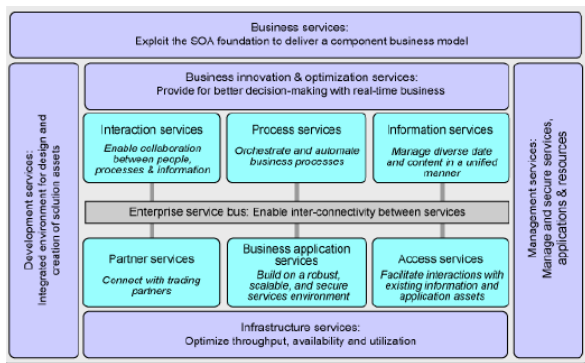 Business services:
Exploit the SOA foundation to deliver a component business model
Development services:
Integrated environment for design and
creation of solution assets
Business innovation & optimization services:
Provide for better decision-making with real-time business
Interaction services
Enable collaboration
between people,
processes & information
Process services
Orchestrate and automate
business processes
Information services
Manage diverse date
and content in a unified
manner
Enterprise service bus: Enable inter-connectivity between services
Partner services
Connect with trading
partners
Business application
services
Build on a robust,
scalable, and secure
services environment
Access services
Facilitate interactions with
existing information and
application assets
Infrastructure services:
Optimize throughput, availability and utilization
Management services:
Manage and secure services,
applications & resources